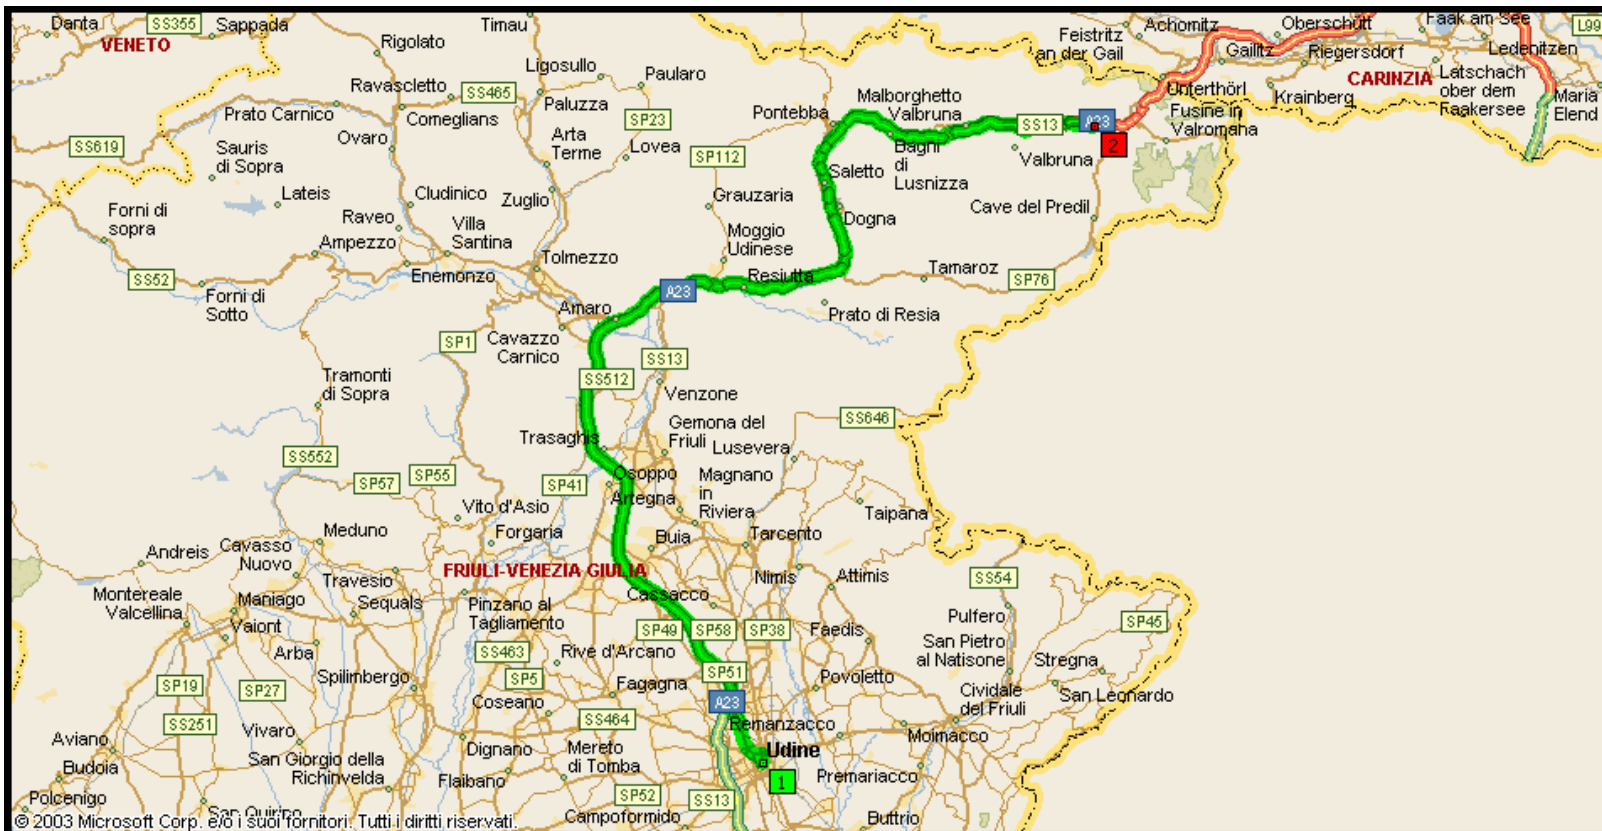 Danta
SS355
Sappada
VENETO
Timau
Rigolato
Achomitz
Oberschütt
Faak am See
L99
Feistritz
an der Gail
Gailitz
Riegersdorf
Ledenitzen
Ligosullo
Paularo
CARINZIA
Latschach
ober dem
Faakersee
Ravascletto
SS465
Paluzza
Unterthörl
Krainberg
Maria
Elend
Malborghetto
Valbruna
Prato Carnico
Comeglians
SP23
Pontebba
SS13
A23
Fusine in
Valromana
Ovaro
Arta
Terme
2
SS619
Sauris
di Sopra
Lovea
SP112
Bagni
di
Lusnizza
Valbruna
Saletto
Lateis
Cludinico
Zuglio
Grauzaria
Forni di
sopra
Raveo
Villa
Santina
Dogna
Cave del Predil
Moggio
Udinese
Ampezzo
Tolmezzo
Enemonzo
SS52
Resiutta
Tamaroz
SP76
Forni di
Sotto
A23
Amaro
Prato di Resia
SP1
Cavazzo
Carnico
SS13
SS512
Tramonti
di Sopra
Venzone
SS646
Gemona del
Friuli
Trasaghis
Lusevera
SS552
SP57
SP55
SP41
Osoppo
Artegna
Magnano
in
Riviera
Vito d'Asio
Taipana
Meduno
Forgaria
Buia
Tarcento
Andreis
Cavasso
Nuovo
FRIULI-VENEZIA GIULIA
Travesio
Nimis
Attimis
SS54
Montereale
Valcellina
Maniago
Sequals
Pinzano al
Tagliamento
Cassacco
Pulfero
Vaiont
SP49
SP58
SP38
Faedis
SP45
Arba
SS463
Rive d'Arcano
San Pietro
al Natisone
Stregna
SP19
SP27
Spilimbergo
SP5
SP51
Fagagna
Povoletto
San Leonardo
Coseano
A23
Cividale
del Friuli
SS251
SS464
Remanzacco
Vivaro
Moimacco
Aviano
Dignano
Mereto
di Tomba
Udine
San Giorgio della
Richinvelda
Budoia
Flaibano
1
Premariacco
Polcenigo
SP52
SS13
San Quirino
Campoformido
Buttrio
© 2003 Microsoft Corp. e/o i suoi fornitori. Tutti i diritti riservati.